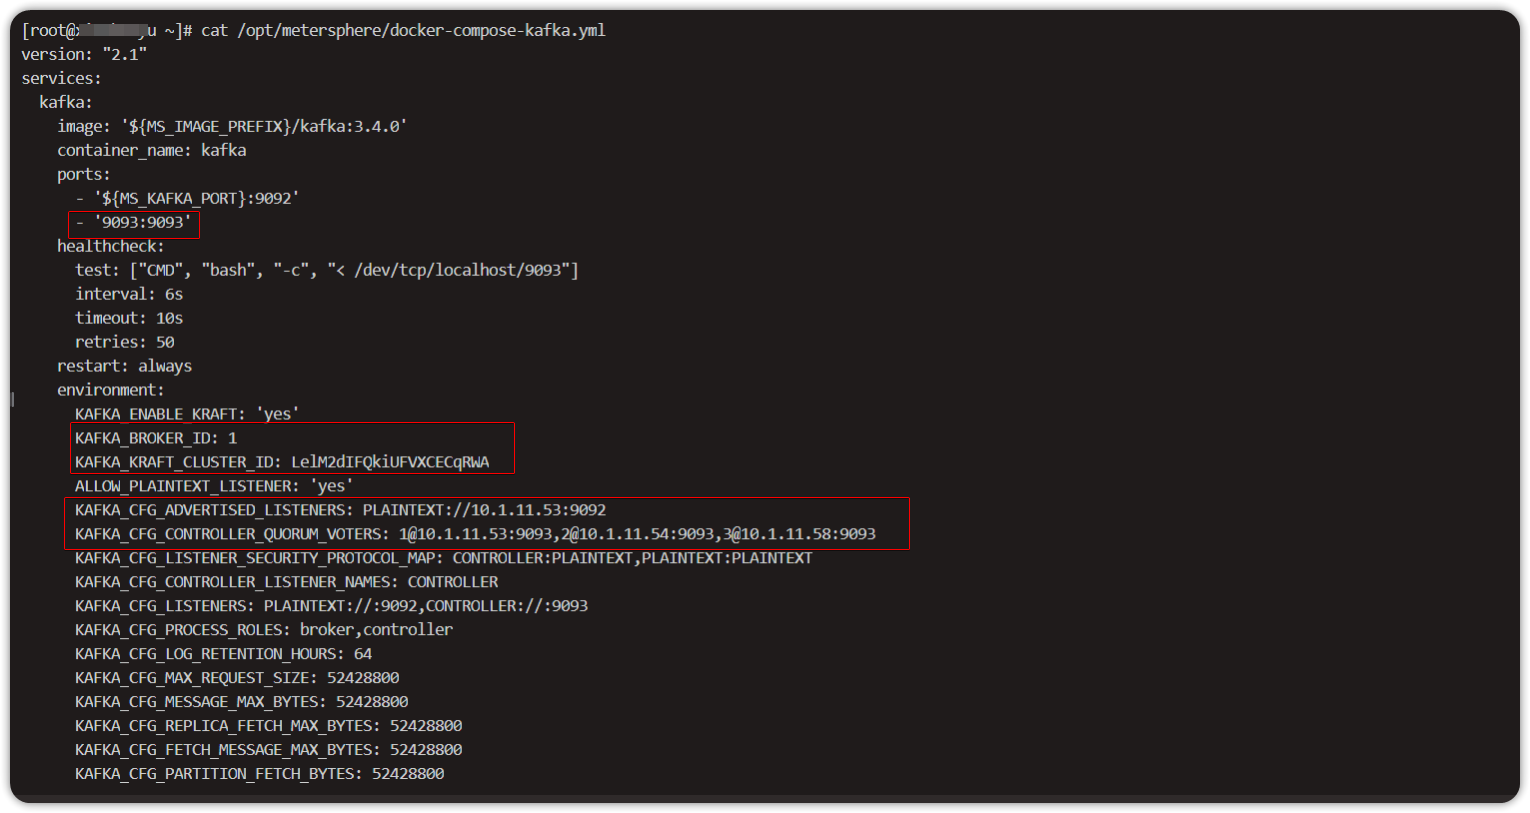 [root@ ~]# cat /opt/metersphere/docker-compose-kafka.yml
version: "2.1"
services:
  kafka:
    image: '${MS_IMAGE_PREFIX}/kafka:3.4.0'
    container_name: kafka
    ports:
      - '${MS_KAFKA_PORT}:9092'
      - '9093:9093'
    healthcheck:
      test: ["CMD", "bash", "-c", "< /dev/tcp/localhost/9093"]
      interval: 6s
      timeout: 10s
      retries: 50
    restart: always
    environment:
      KAFKA_ENABLE_KRAFT: 'yes'
      KAFKA_BROKER_ID: 1
      KAFKA_KRAFT_CLUSTER_ID: LelM2dIFQkiUFVXCECqRWA
      ALLOW_PLAINTEXT_LISTENER: 'yes'
      KAFKA_CFG_ADVERTISED_LISTENERS: PLAINTEXT://10.1.11.53:9092
      KAFKA_CFG_CONTROLLER_QUORUM_VOTERS: 1@10.1.11.53:9093,2@10.1.11.54:9093,3@10.1.11.58:9093
      KAFKA_CFG_LISTENER_SECURITY_PROTOCOL_MAP: CONTROLLER:PLAINTEXT,PLAINTEXT:PLAINTEXT
      KAFKA_CFG_CONTROLLER_LISTENER_NAMES: CONTROLLER
      KAFKA_CFG_LISTENERS: PLAINTEXT://:9092,CONTROLLER://:9093
      KAFKA_CFG_PROCESS_ROLES: broker,controller
      KAFKA_CFG_LOG_RETENTION_HOURS: 64
      KAFKA_CFG_MAX_REQUEST_SIZE: 52428800
      KAFKA_CFG_MESSAGE_MAX_BYTES: 52428800
      KAFKA_CFG_REPLICA_FETCH_MAX_BYTES: 52428800
      KAFKA_CFG_FETCH_MESSAGE_MAX_BYTES: 52428800
      KAFKA_CFG_PARTITION_FETCH_BYTES: 52428800